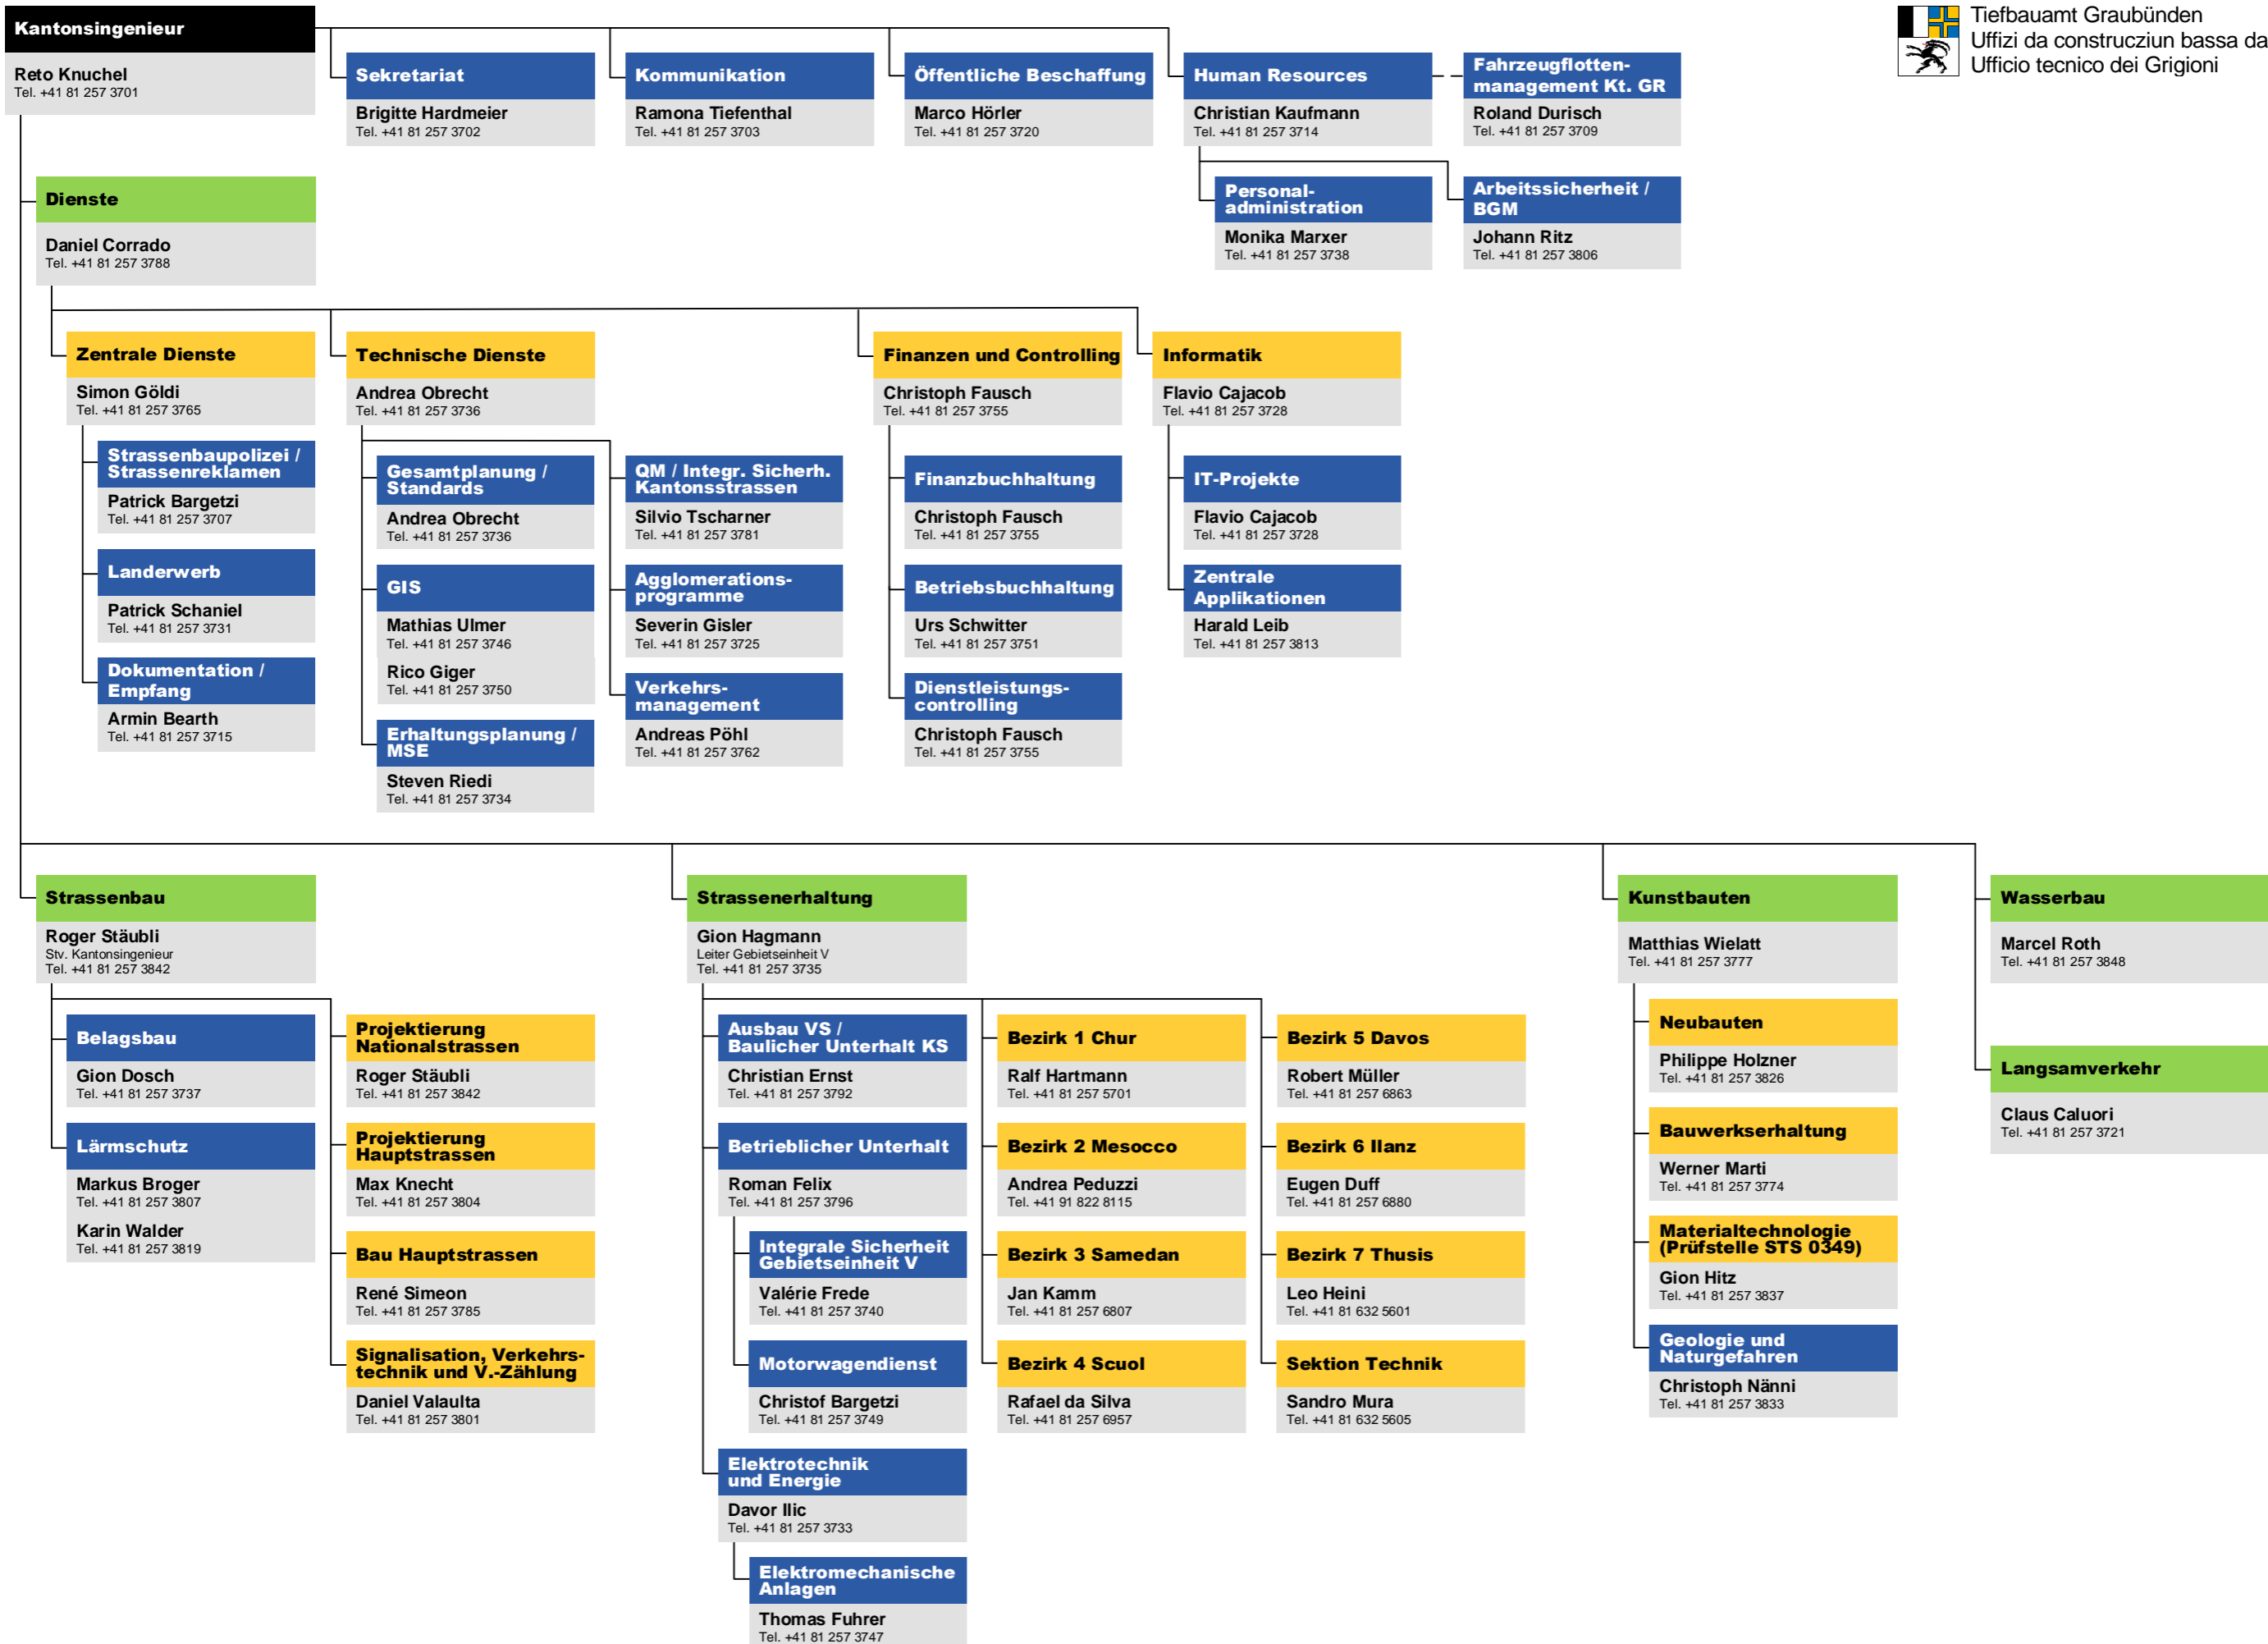 Kantonsingenieur
Reto Knuchel
Tel. +41 81 257 3701
Tiefbauamt Graubünden
Uffizi da construcziun bassa da
Ufficio tecnico dei Grigioni
Sekretariat
Brigitte Hardmeier
Tel. +41 81 257 3702
Kommunikation
Ramona Tiefenthal
Tel. +41 81 257 3703
Öffentliche Beschaffung
Marco Hörler
Tel. +41 81 257 3720
Human Resources
Christian Kaufmann
Tel. +41 81 257 3714
Fahrzeugflotten-
management Kt. GR
Roland Durisch
Tel. +41 81 257 3709
Personal-
administration
Monika Marxer
Tel. +41 81 257 3738
Arbeitssicherheit /
BGM
Johann Ritz
Tel. +41 81 257 3806
Dienste
Daniel Corrado
Tel. +41 81 257 3788
Zentrale Dienste
Simon Göldi
Tel. +41 81 257 3765
Strassenbaupolizei /
Strassenreklamen
Patrick Bargetzi
Tel. +41 81 257 3707
Landerwerb
Patrick Schaniel
Tel. +41 81 257 3731
Dokumentation /
Empfang
Armin Bearth
Tel. +41 81 257 3715
Technische Dienste
Andrea Obrecht
Tel. +41 81 257 3736
Gesamtplanung /
Standards
Andrea Obrecht
Tel. +41 81 257 3736
GIS
Mathias Ulmer
Tel. +41 81 257 3746
Rico Giger
Tel. +41 81 257 3750
Erhaltungsplanung /
MSE
Steven Riedi
Tel. +41 81 257 3734
QM / Integr. Sicherh.
Kantonsstrassen
Silvio Tscharner
Tel. +41 81 257 3781
Agglomerations-
programme
Severin Gisler
Tel. +41 81 257 3725
Verkehrs-
management
Andreas Pöhl
Tel. +41 81 257 3762
Finanzen und Controlling
Christoph Fausch
Tel. +41 81 257 3755
Finanzbuchhaltung
Christoph Fausch
Tel. +41 81 257 3755
Betriebsbuchhaltung
Urs Schwitter
Tel. +41 81 257 3751
Dienstleistungs-
controlling
Christoph Fausch
Tel. +41 81 257 3755
Informatik
Flavio Cajacob
Tel. +41 81 257 3728
IT-Projekte
Flavio Cajacob
Tel. +41 81 257 3728
Zentrale
Applikationen
Harald Leib
Tel. +41 81 257 3813
Strassenbau
Roger Stäubli
Stv. Kantonsingenieur
Tel. +41 81 257 3842
Belagsbau
Gion Dosch
Tel. +41 81 257 3737
Lärmschutz
Markus Broger
Tel. +41 81 257 3807
Karin Walder
Tel. +41 81 257 3819
Projektierung
Nationalstrassen
Roger Stäubli
Tel. +41 81 257 3842
Projektierung
Hauptstrassen
Max Knecht
Tel. +41 81 257 3804
Bau Hauptstrassen
René Simeon
Tel. +41 81 257 3785
Signalisation, Verkehrs-
technik und V.-Zählung
Daniel Valaulta
Tel. +41 81 257 3801
Strassenerhaltung
Gion Hagmann
Leiter Gebietseinheit V
Tel. +41 81 257 3735
Ausbau VS /
Baulicher Unterhalt KS
Christian Ernst
Tel. +41 81 257 3792
Betrieblicher Unterhalt
Roman Felix
Tel. +41 81 257 3796
Integrale Sicherheit
Gebietseinheit V
Valérie Frede
Tel. +41 81 257 3740
Motorwagendienst
Christof Bargetzi
Tel. +41 81 257 3749
Elektrotechnik
und Energie
Davor Ilic
Tel. +41 81 257 3733
Elektromechanische
Anlagen
Thomas Fuhrer
Tel. +41 81 257 3747
Bezirk 1 Chur
Ralf Hartmann
Tel. +41 81 257 5701
Bezirk 2 Mesocco
Andrea Peduzzi
Tel. +41 91 822 8115
Bezirk 3 Samedan
Jan Kamm
Tel. +41 81 257 6807
Bezirk 4 Scuol
Rafael da Silva
Tel. +41 81 257 6957
Bezirk 5 Davos
Robert Müller
Tel. +41 81 257 6863
Bezirk 6 Ilanz
Eugen Duff
Tel. +41 81 257 6880
Bezirk 7 Thusis
Leo Heini
Tel. +41 81 632 5601
Sektion Technik
Sandro Mura
Tel. +41 81 632 5605
Kunstbauten
Matthias Wielatt
Tel. +41 81 257 3777
Neubauten
Philippe Holzner
Tel. +41 81 257 3826
Bauwerkserhaltung
Werner Marti
Tel. +41 81 257 3774
Materialtechnologie
(Prüfstelle STS 0349)
Gion Hitz
Tel. +41 81 257 3837
Geologie und
Naturgefahren
Christoph Nänni
Tel. +41 81 257 3833
Wasserbau
Marcel Roth
Tel. +41 81 257 3848
Langsamverkehr
Claus Caluori
Tel. +41 81 257 3721